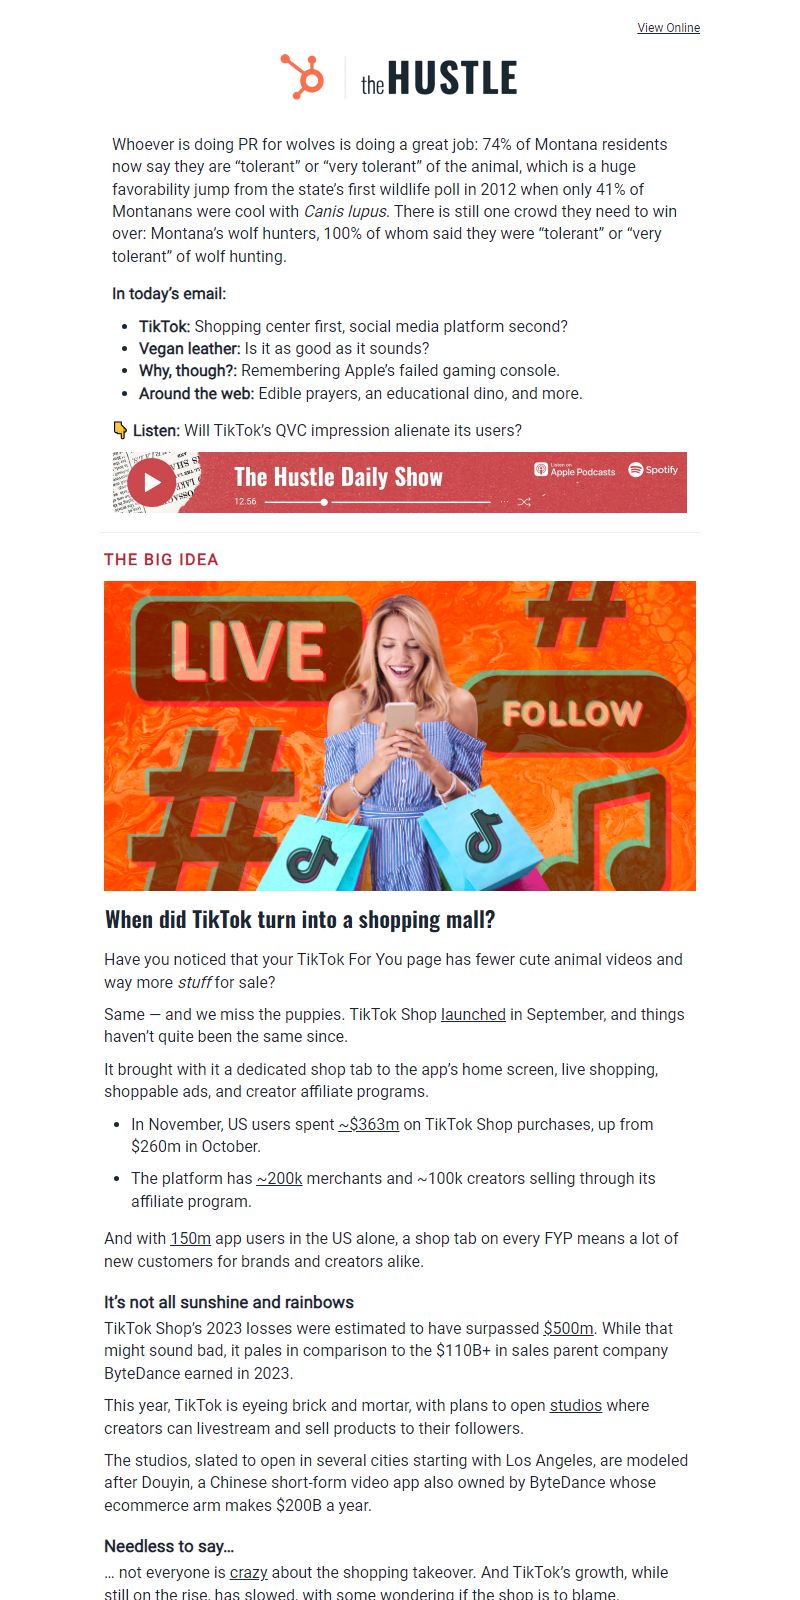 View Online
the HUSTLE
Whoever is doing PR for wolves is doing a great job: 74% of Montana residents
now say they are “tolerant” or “very tolerant” of the animal, which is a huge
favorability jump from the state’s first wildlife poll in 2012 when only 41% of
Montanans were cool with Canis lupus. There is still one crowd they need to win
over: Montana’s wolf hunters, 100% of whom said they were “tolerant” or “very
tolerant” of wolf hunting.
In today’s email:
• TikTok: Shopping center first, social media platform second?
• Vegan leather: Is it as good as it sounds?
• Why, though?: Remembering Apple’s failed gaming console.
• Around the web: Edible prayers, an educational dino, and more.
👇 Listen: Will TikTok’s QVC impression alienate its users?
The Hustle Daily Show
Listen on
Apple Podcasts
Spotify
12:56
THE BIG IDEA
LIVE
#
FOLLOW
#
When did TikTok turn into a shopping mall?
Have you noticed that your TikTok For You page has fewer cute animal videos and
way more stuff for sale?
Same — and we miss the puppies. TikTok Shop launched in September, and things
haven’t quite been the same since.
It brought with it a dedicated shop tab to the app’s home screen, live shopping,
shoppable ads, and creator affiliate programs.
• In November, US users spent ~$363m on TikTok Shop purchases, up from
$260m in October.
• The platform has ~200k merchants and ~100k creators selling through its
affiliate program.
And with 150m app users in the US alone, a shop tab on every FYP means a lot of
new customers for brands and creators alike.
It’s not all sunshine and rainbows
TikTok Shop’s 2023 losses were estimated to have surpassed $500m. While that
might sound bad, it pales in comparison to the $110B+ in sales parent company
ByteDance earned in 2023.
This year, TikTok is eyeing brick and mortar, with plans to open studios where
creators can livestream and sell products to their followers.
The studios, slated to open in several cities starting with Los Angeles, are modeled
after Douyin, a Chinese short-form video app also owned by ByteDance whose
ecommerce arm makes $200B a year.
Needless to say…
… not everyone is crazy about the shopping takeover. And TikTok’s growth, while
still on the rise, has slowed, with some wondering if the shop is to blame.